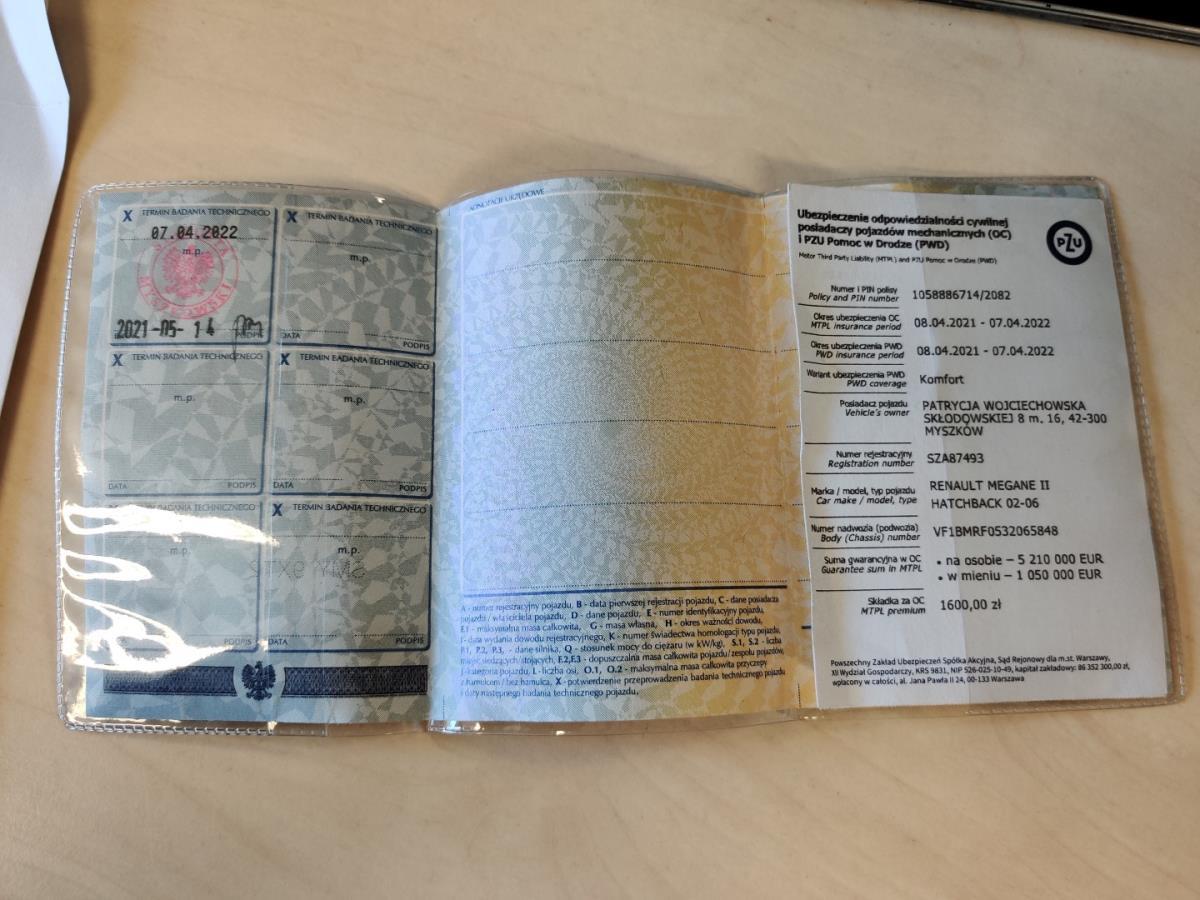 X TERMIN BADANIA TECHNICZNEGO
07.04.2022
m.p.
MYSZKOWSKI
2021-05-14
PODPIS
X TERMIN BADANIA TECHNICZNEGO
m.p.
DATA
PODPIS
X TERMIN BADANIA TECHNICZNEGO
m.p.
DATA
PODPIS
X TERMIN BADANIA TECHNICZNEGO
m.p.
DATA
PODPIS
BADANIA TECHNICZNEGO
m.p.
PODPIS
X TERMIN BADANIA TECHNICZNEGO
m.p.
DATA
PODPIS
ADNOTACJE URZĘDOWE
A - numer rejestracyjny pojazdu, B - data pierwszej rejestracji pojazdu, C - dane posiadacza
pojazdu / właściciela pojazdu, D - dane pojazdu, E - numer identyfikacyjny pojazdu,
F.1 - maksymalna masa całkowita, G - masa własna, H - okres ważności dowodu,
I - data wydania dowodu rejestracyjnego, K - numer świadectwa homologacji typu pojazdu,
P.1, P.2, P.3, - dane silnika, Q - stosunek mocy do ciężaru (w kW/kg), S.1, S.2 - liczba
miejsc siedzących/stojących, F.2,F.3 - dopuszczalna masa całkowita pojazdu/ zespołu pojazdów,
J - kategoria pojazdu, L - liczba osi, O.1, O.2 - maksymalna masa całkowita przyczepy
z hamulcem / bez hamulca, X - potwierdzenie przeprowadzenia badania technicznego pojazdu
i daty następnego badania technicznego pojazdu.
Ubezpieczenie odpowiedzialności cywilnej
posiadaczy pojazdów mechanicznych (OC)
i PZU Pomoc w Drodze (PWD)
PZU
Motor Third Party Liability (MTPL) and PZU Pomoc w Drodze (PWD)
Numer i PIN polisy
Policy and PIN number 1058886714/2082
Okres ubezpieczenia OC
MTPL insurance period 08.04.2021 - 07.04.2022
Okres ubezpieczenia PWD
PWD insurance period 08.04.2021 - 07.04.2022
Wariant ubezpieczenia PWD
PWD coverage Komfort
Posiadacz pojazdu PATRYCJA WOJCIECHOWSKA
Vehicle's owner SKŁODOWSKIEJ 8 m. 16, 42-300
MYSZKÓW
Numer rejestracyjny
Registration number SZA87493
Marka / model, typ pojazdu RENAULT MEGANE II
Car make / model, type HATCHBACK 02-06
Numer nadwozia (podwozia)
Body (Chassis) number VF1BMRF0532065848
Suma gwarancyjna w OC • na osobie – 5 210 000 EUR
Guarantee sum in MTPL • w mieniu – 1 050 000 EUR
Składka za OC
MTPL premium 1600,00 zł
Powszechny Zakład Ubezpieczeń Spółka Akcyjna, Sąd Rejonowy dla m.st. Warszawy,
XII Wydział Gospodarczy, KRS 9831, NIP 526-025-10-49, kapitał zakładowy: 86 352 300,00 zł,
wpłacony w całości, al. Jana Pawła II 24, 00-133 Warszawa